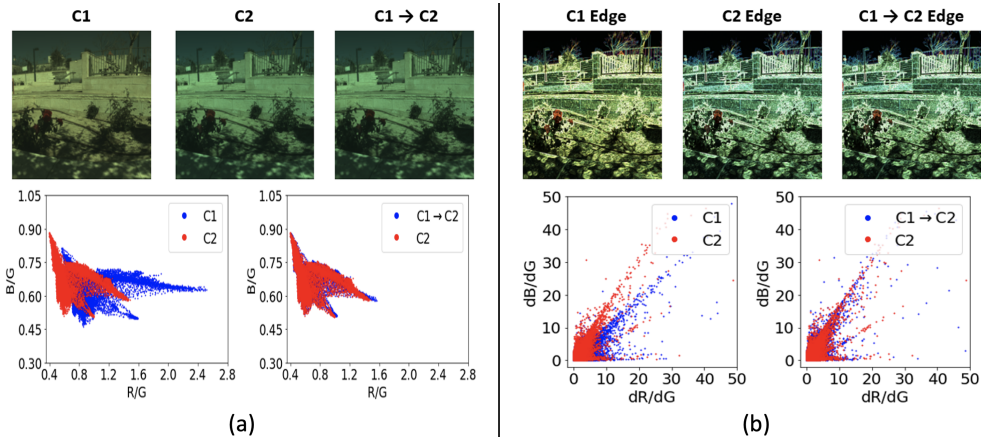 C1 C2 C1 → C2
1.05
0.90
0.75
0.60
0.45
0.30
B/G
C1
C2
0.4 0.8 1.2 1.6 2.0 2.4 2.8
R/G
1.05
0.90
0.75
0.60
0.45
0.30
B/G
C1 → C2
C2
0.4 0.8 1.2 1.6 2.0 2.4 2.8
R/G
(a)
C1 Edge C2 Edge C1 → C2 Edge
50
40
30
20
10
0
dB/dG
C1
C2
0 10 20 30 40 50
dR/dG
50
40
30
20
10
0
dB/dG
C1 → C2
C2
0 10 20 30 40 50
dR/dG
(b)